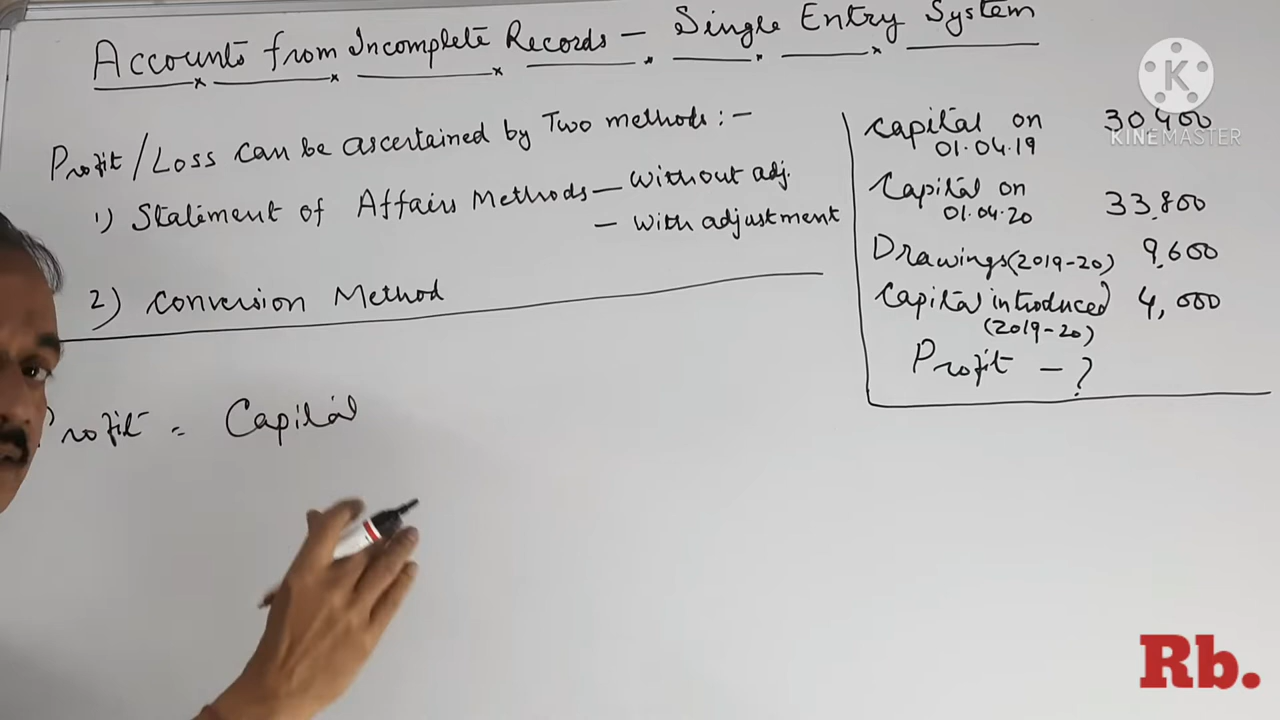 Accounts from Incomplete Records – Single Entry System
Profit/Loss can be ascertained by Two methods:-
1) Statement of Affairs Methods – without adj.
– with adjustment
2) Conversion Method
Profit = Capital
Capital on 30,400
01.04.19
Capital on
01.04.20 33,800
Drawings(2019-20) 9,600
Capital introduced 4,000
(2019-20)
Profit – ?
K
KINEMASTER
Rb.